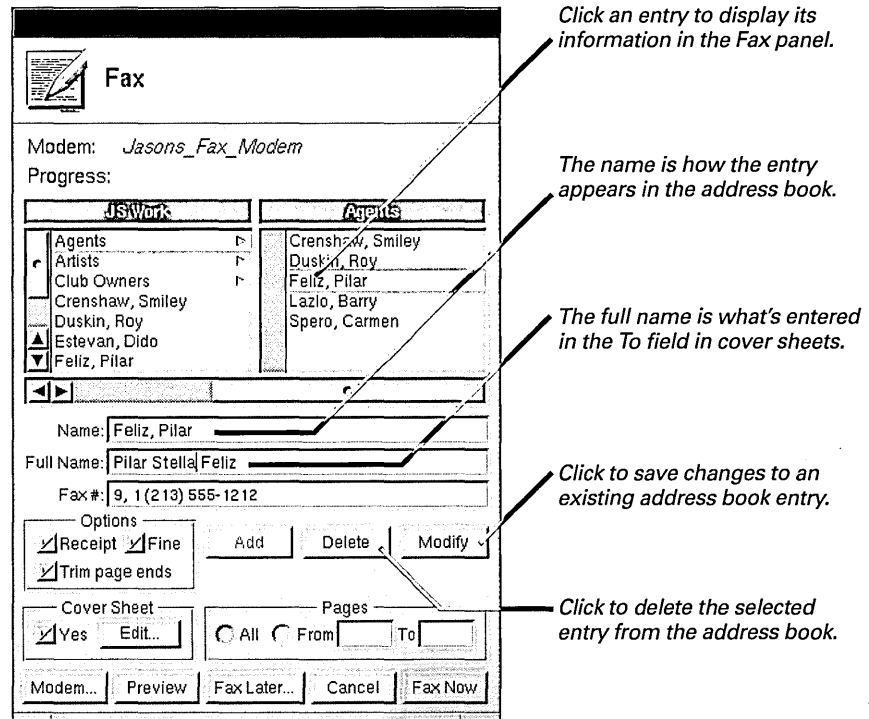 Fax
Modem: Jasons_Fax_Modem
Progress:
JS Work
Agents
Artists
Club Owners
Crenshaw, Smiley
Duskin, Roy
Estevan, Dido
Feliz, Pilar
Agents
Crenshaw, Smiley
Duskin, Roy
Feliz, Pilar
Lazlo, Barry
Spero, Carmen
Name: Feliz, Pilar
Full Name: Pilar Stella Feliz
Fax#: 9, 1(213) 555-1212
Options
Receipt Fine
Trim page ends
Add Delete Modify
Cover Sheet
Yes Edit...
Pages
All From To
Modem... Preview Fax Later... Cancel Fax Now
Click an entry to display its
information in the Fax panel.
The name is how the entry
appears in the address book.
The full name is what's entered
in the To field in cover sheets.
Click to save changes to an
existing address book entry.
Click to delete the selected
entry from the address book.